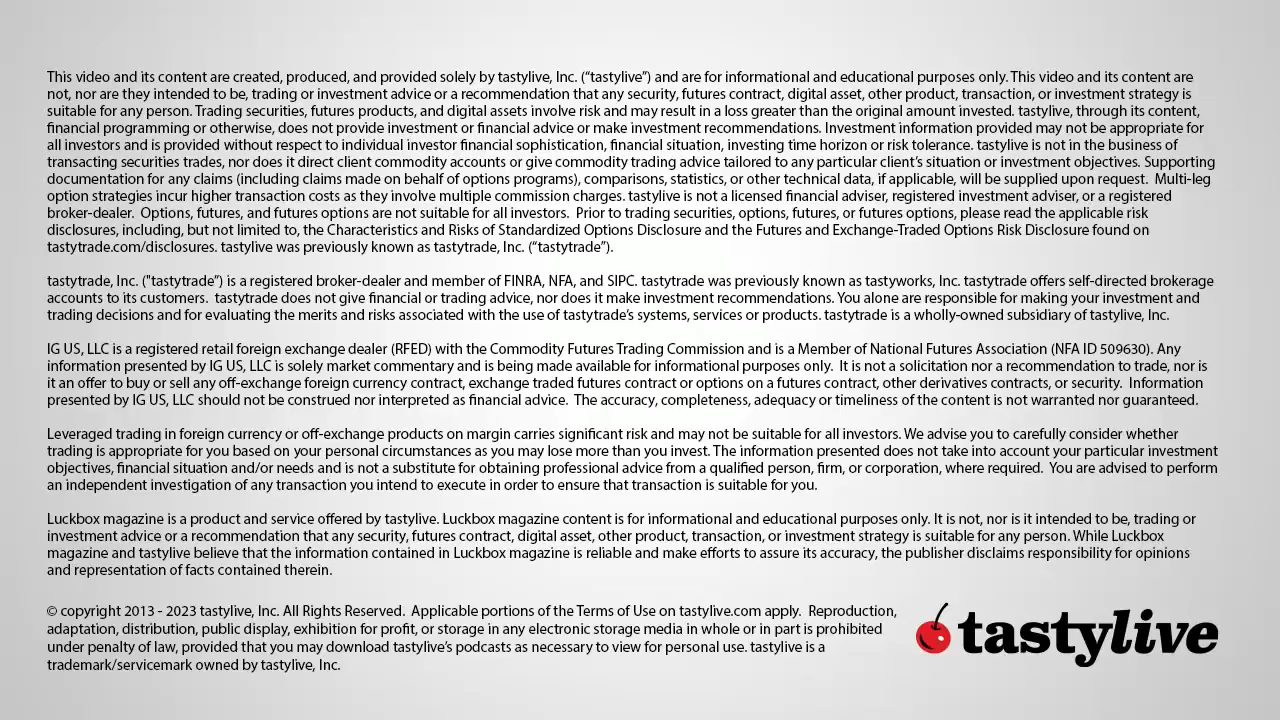 This video and its content are created, produced, and provided solely by tastylive, Inc. (“tastylive”) and are for informational and educational purposes only. This video and its content are
not, nor are they intended to be, trading or investment advice or a recommendation that any security, futures contract, digital asset, other product, transaction, or investment strategy is
suitable for any person. Trading securities, futures products, and digital assets involve risk and may result in a loss greater than the original amount invested. tastylive, through its content,
financial programming or otherwise, does not provide investment or financial advice or make investment recommendations. Investment information provided may not be appropriate for
all investors and is provided without respect to individual investor financial sophistication, financial situation, investing time horizon or risk tolerance. tastylive is not in the business of
transacting securities trades, nor does it direct client commodity accounts or give commodity trading advice tailored to any particular client’s situation or investment objectives. Supporting
documentation for any claims (including claims made on behalf of options programs), comparisons, statistics, or other technical data, if applicable, will be supplied upon request.  Multi-leg
option strategies incur higher transaction costs as they involve multiple commission charges. tastylive is not a licensed financial adviser, registered investment adviser, or a registered
broker-dealer.  Options, futures, and futures options are not suitable for all investors.  Prior to trading securities, options, futures, or futures options, please read the applicable risk
disclosures, including, but not limited to, the Characteristics and Risks of Standardized Options Disclosure and the Futures and Exchange-Traded Options Risk Disclosure found on
tastytrade.com/disclosures. tastylive was previously known as tastytrade, Inc. (“tastytrade”).
tastytrade, Inc. ("tastytrade”) is a registered broker-dealer and member of FINRA, NFA, and SIPC. tastytrade was previously known as tastyworks, Inc. tastytrade offers self-directed brokerage
accounts to its customers.  tastytrade does not give financial or trading advice, nor does it make investment recommendations. You alone are responsible for making your investment and
trading decisions and for evaluating the merits and risks associated with the use of tastytrade’s systems, services or products. tastytrade is a wholly-owned subsidiary of tastylive, Inc.
IG US, LLC is a registered retail foreign exchange dealer (RFED) with the Commodity Futures Trading Commission and is a Member of National Futures Association (NFA ID 509630). Any
information presented by IG US, LLC is solely market commentary and is being made available for informational purposes only.  It is not a solicitation nor a recommendation to trade, nor is
it an offer to buy or sell any off-exchange foreign currency contract, exchange traded futures contract or options on a futures contract, other derivatives contracts, or security.  Information
presented by IG US, LLC should not be construed nor interpreted as financial advice.  The accuracy, completeness, adequacy or timeliness of the content is not warranted nor guaranteed.
Leveraged trading in foreign currency or off-exchange products on margin carries significant risk and may not be suitable for all investors. We advise you to carefully consider whether
trading is appropriate for you based on your personal circumstances as you may lose more than you invest. The information presented does not take into account your particular investment
objectives, financial situation and/or needs and is not a substitute for obtaining professional advice from a qualified person, firm, or corporation, where required.  You are advised to perform
an independent investigation of any transaction you intend to execute in order to ensure that transaction is suitable for you.
Luckbox magazine is a product and service offered by tastylive. Luckbox magazine content is for informational and educational purposes only. It is not, nor is it intended to be, trading or
investment advice or a recommendation that any security, futures contract, digital asset, other product, transaction, or investment strategy is suitable for any person. While Luckbox
magazine and tastylive believe that the information contained in Luckbox magazine is reliable and make efforts to assure its accuracy, the publisher disclaims responsibility for opinions
and representation of facts contained therein.
© copyright 2013 - 2023 tastylive, Inc. All Rights Reserved.  Applicable portions of the Terms of Use on tastylive.com apply.  Reproduction,
adaptation, distribution, public display, exhibition for profit, or storage in any electronic storage media in whole or in part is prohibited
under penalty of law, provided that you may download tastylive’s podcasts as necessary to view for personal use. tastylive is a
trademark/servicemark owned by tastylive, Inc.
tastylive